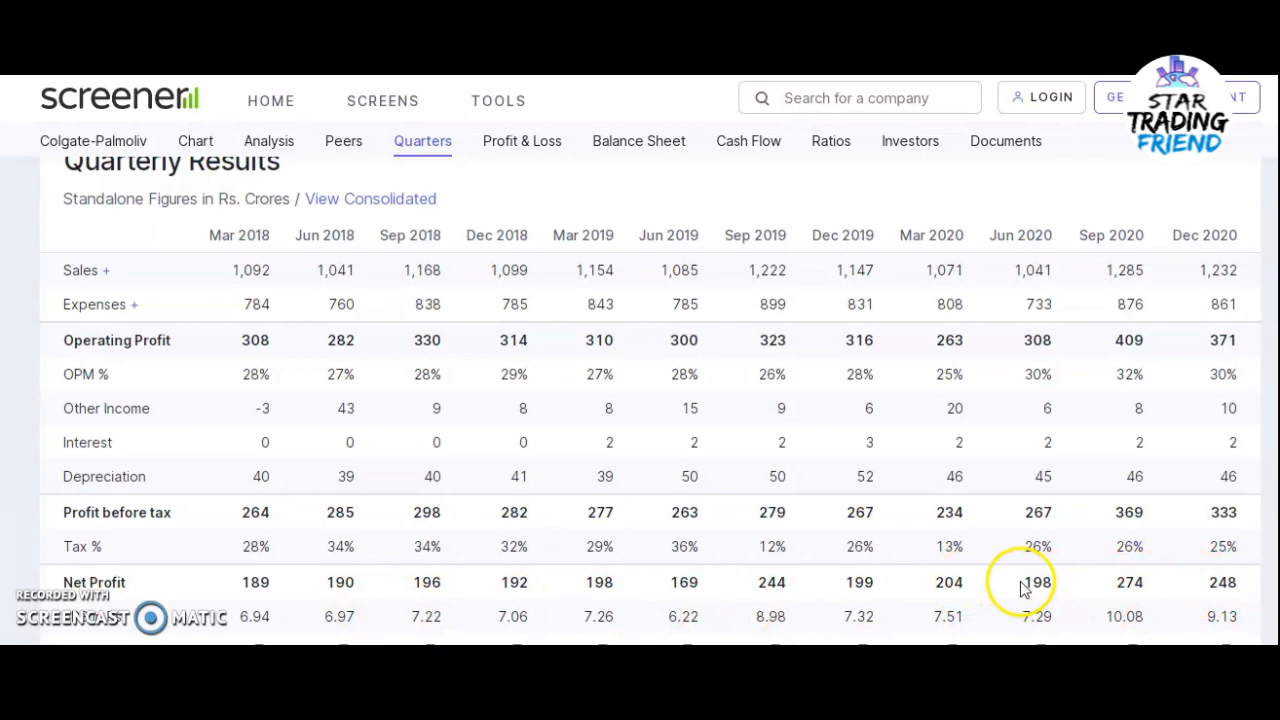 screener
HOME SCREENS TOOLS
Search for a company
LOGIN
GE
NT
STAR
TRADING
FRIEND
Colgate-Palmoliv Chart Analysis Peers Quarters Profit & Loss Balance Sheet Cash Flow Ratios Investors Documents
Quarterly Results
Standalone Figures in Rs. Crores / View Consolidated
Mar 2018 Jun 2018 Sep 2018 Dec 2018 Mar 2019 Jun 2019 Sep 2019 Dec 2019 Mar 2020 Jun 2020 Sep 2020 Dec 2020
Sales + 1,092 1,041 1,168 1,099 1,154 1,085 1,222 1,147 1,071 1,041 1,285 1,232
Expenses + 784 760 838 785 843 785 899 831 808 733 876 861
Operating Profit 308 282 330 314 310 300 323 316 263 308 409 371
OPM % 28% 27% 28% 29% 27% 28% 26% 28% 25% 30% 32% 30%
Other Income -3 43 9 8 8 15 9 6 20 6 8 10
Interest 0 0 0 0 2 2 2 3 2 2 2 2
Depreciation 40 39 40 41 39 50 50 52 46 45 46 46
Profit before tax 264 285 298 282 277 263 279 267 234 267 369 333
Tax % 28% 34% 34% 32% 29% 36% 12% 26% 13% 26% 26% 25%
Net Profit 189 190 196 192 198 169 244 199 204 198 274 248
RECORDED WITH
SCREENCAST MATIC
6.94 6.97 7.22 7.06 7.26 6.22 8.98 7.32 7.51 7.29 10.08 9.13